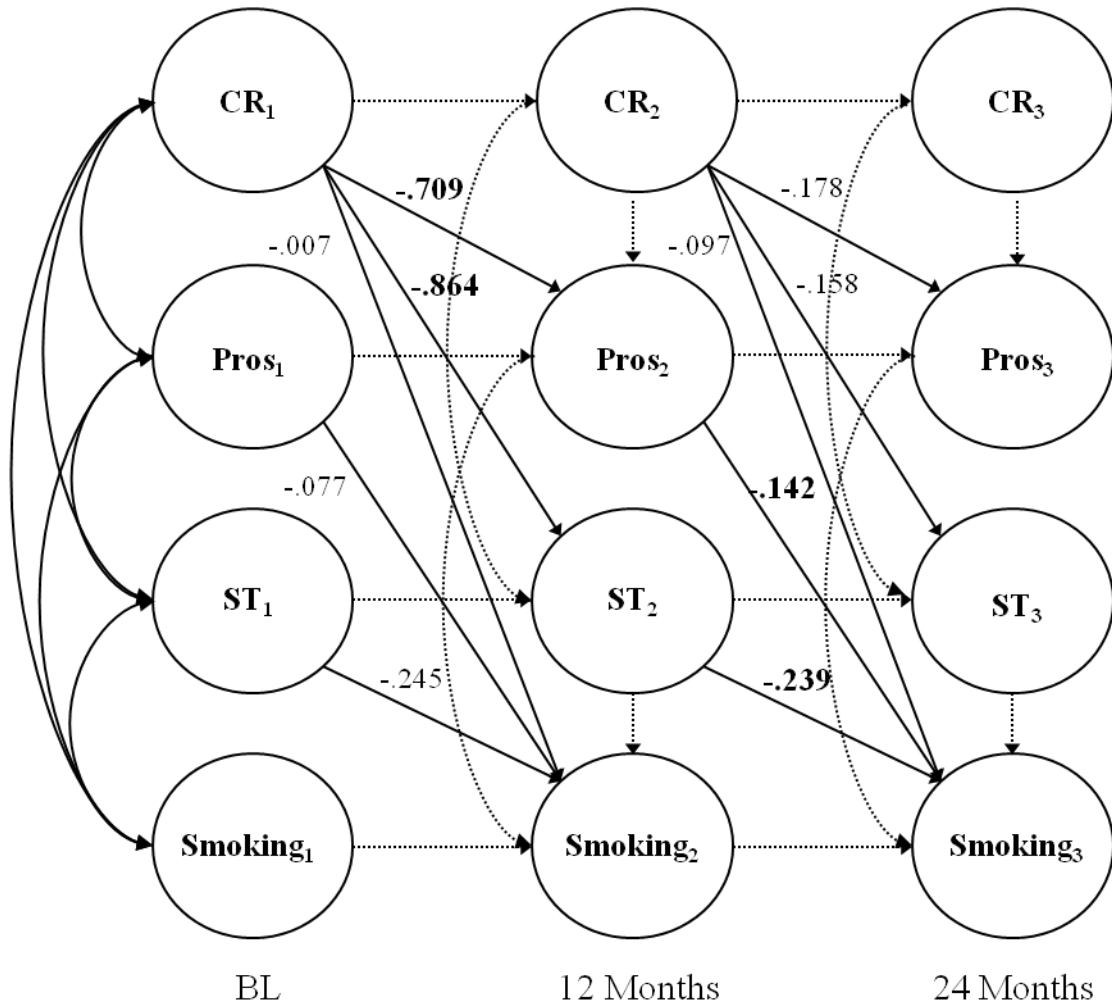 CR₁ CR₂ CR₃
-.709 -.178
-.007 -.097
-.864 -.158
Pros₁ Pros₂ Pros₃
-.077 -.142
ST₁ ST₂ ST₃
-.245 -.239
Smoking₁ Smoking₂ Smoking₃
BL 12 Months 24 Months